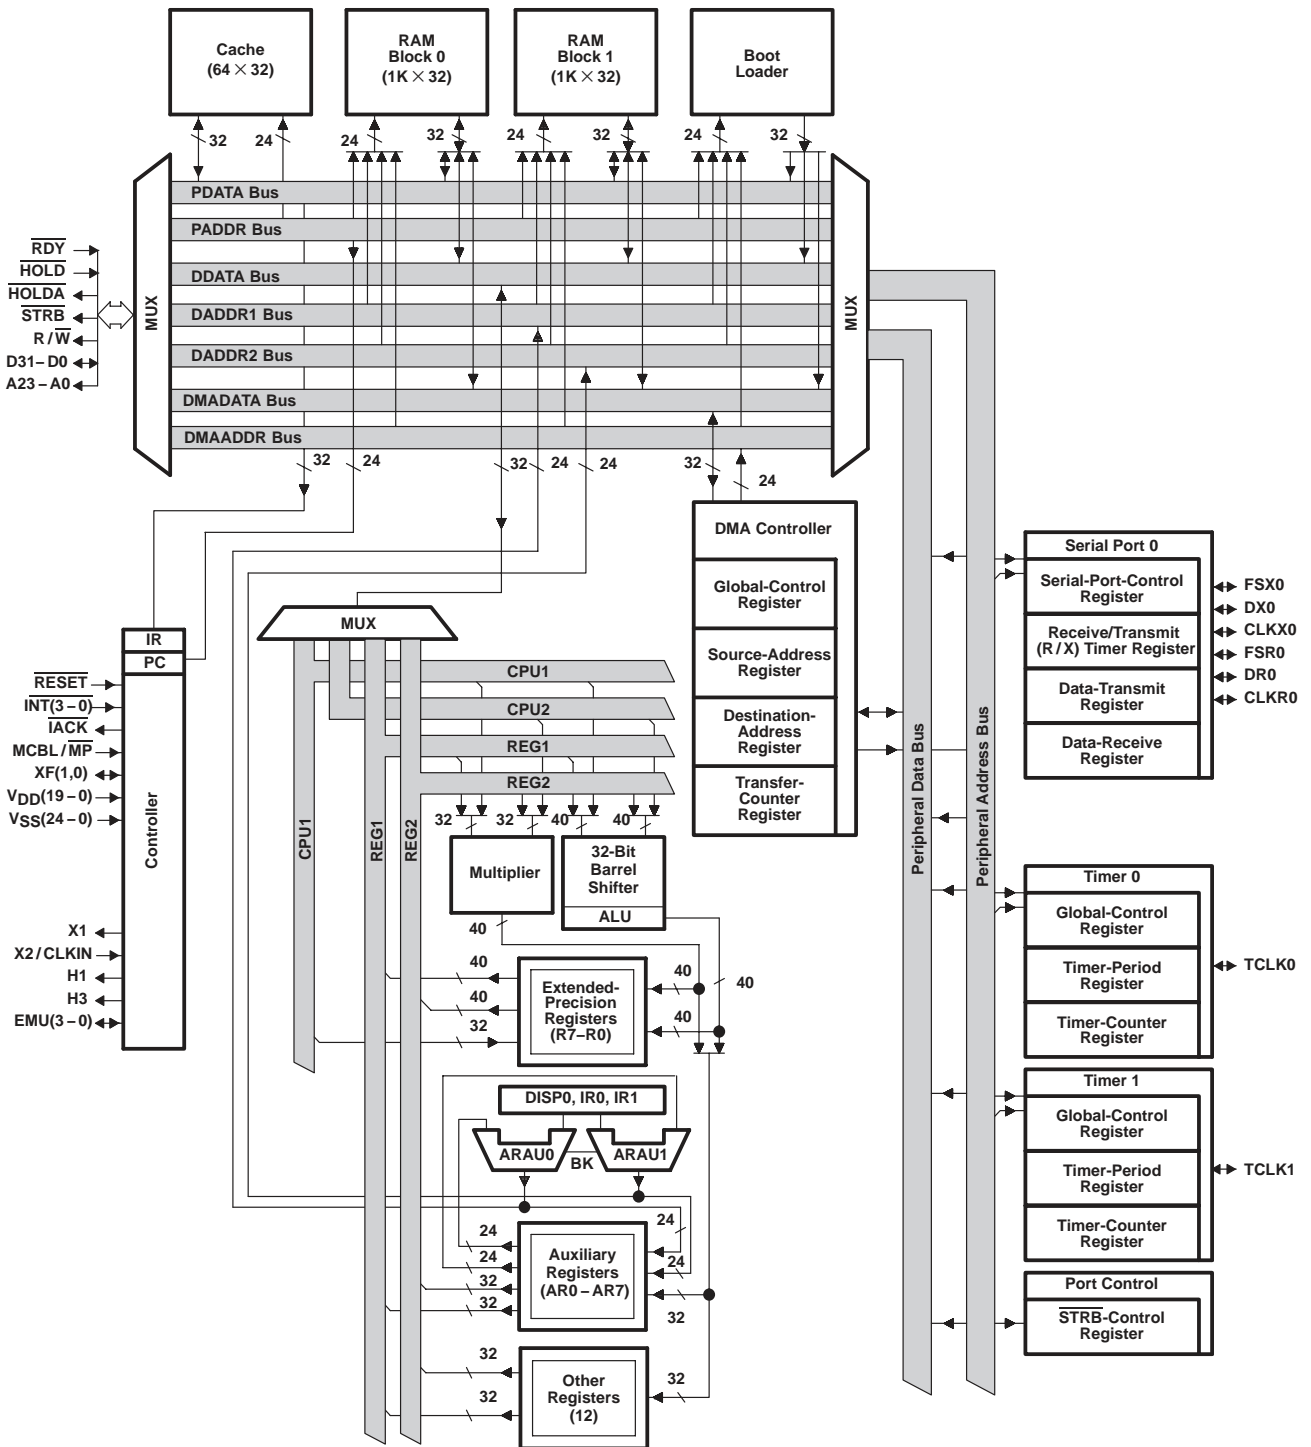 Cache
(64 × 32)
RAM
Block 0
(1K × 32)
RAM
Block 1
(1K × 32)
Boot
Loader
32
24
24
32
24
32
24
32
PDATA Bus
PADDR Bus
DDATA Bus
DADDR1 Bus
DADDR2 Bus
DMADATA Bus
DMAADDR Bus
MUX
MUX
RDY
HOLD
HOLDA
STRB
R / W
D31 – D0
A23 – A0
32
24
32
24
24
32
24
DMA Controller
Global-Control
Register
Source-Address
Register
Destination-
Address
Register
Transfer-
Counter
Register
Peripheral Data Bus
Peripheral Address Bus
Serial Port 0
Serial-Port-Control
Register
Receive/Transmit
(R / X) Timer Register
Data-Transmit
Register
Data-Receive
Register
FSX0
DX0
CLKX0
FSR0
DR0
CLKR0
IR
PC
Controller
RESET
INT(3 – 0)
IACK
MCBL / MP
XF(1,0)
VDD(19 – 0)
VSS(24 – 0)
X1
X2 / CLKIN
H1
H3
EMU(3 – 0)
MUX
CPU1
CPU2
REG1
REG2
CPU1
REG1
REG2
32
32
40
40
Multiplier
32-Bit
Barrel
Shifter
ALU
40
40
40
40
32
40
40
Extended-
Precision
Registers
(R7–R0)
DISP0, IR0, IR1
ARAU0
BK
ARAU1
24
24
32
32
24
24
32
Auxiliary
Registers
(AR0 – AR7)
32
32
32
Other
Registers
(12)
Timer 0
Global-Control
Register
Timer-Period
Register
Timer-Counter
Register
TCLK0
Timer 1
Global-Control
Register
Timer-Period
Register
Timer-Counter
Register
TCLK1
Port Control
STRB-Control
Register